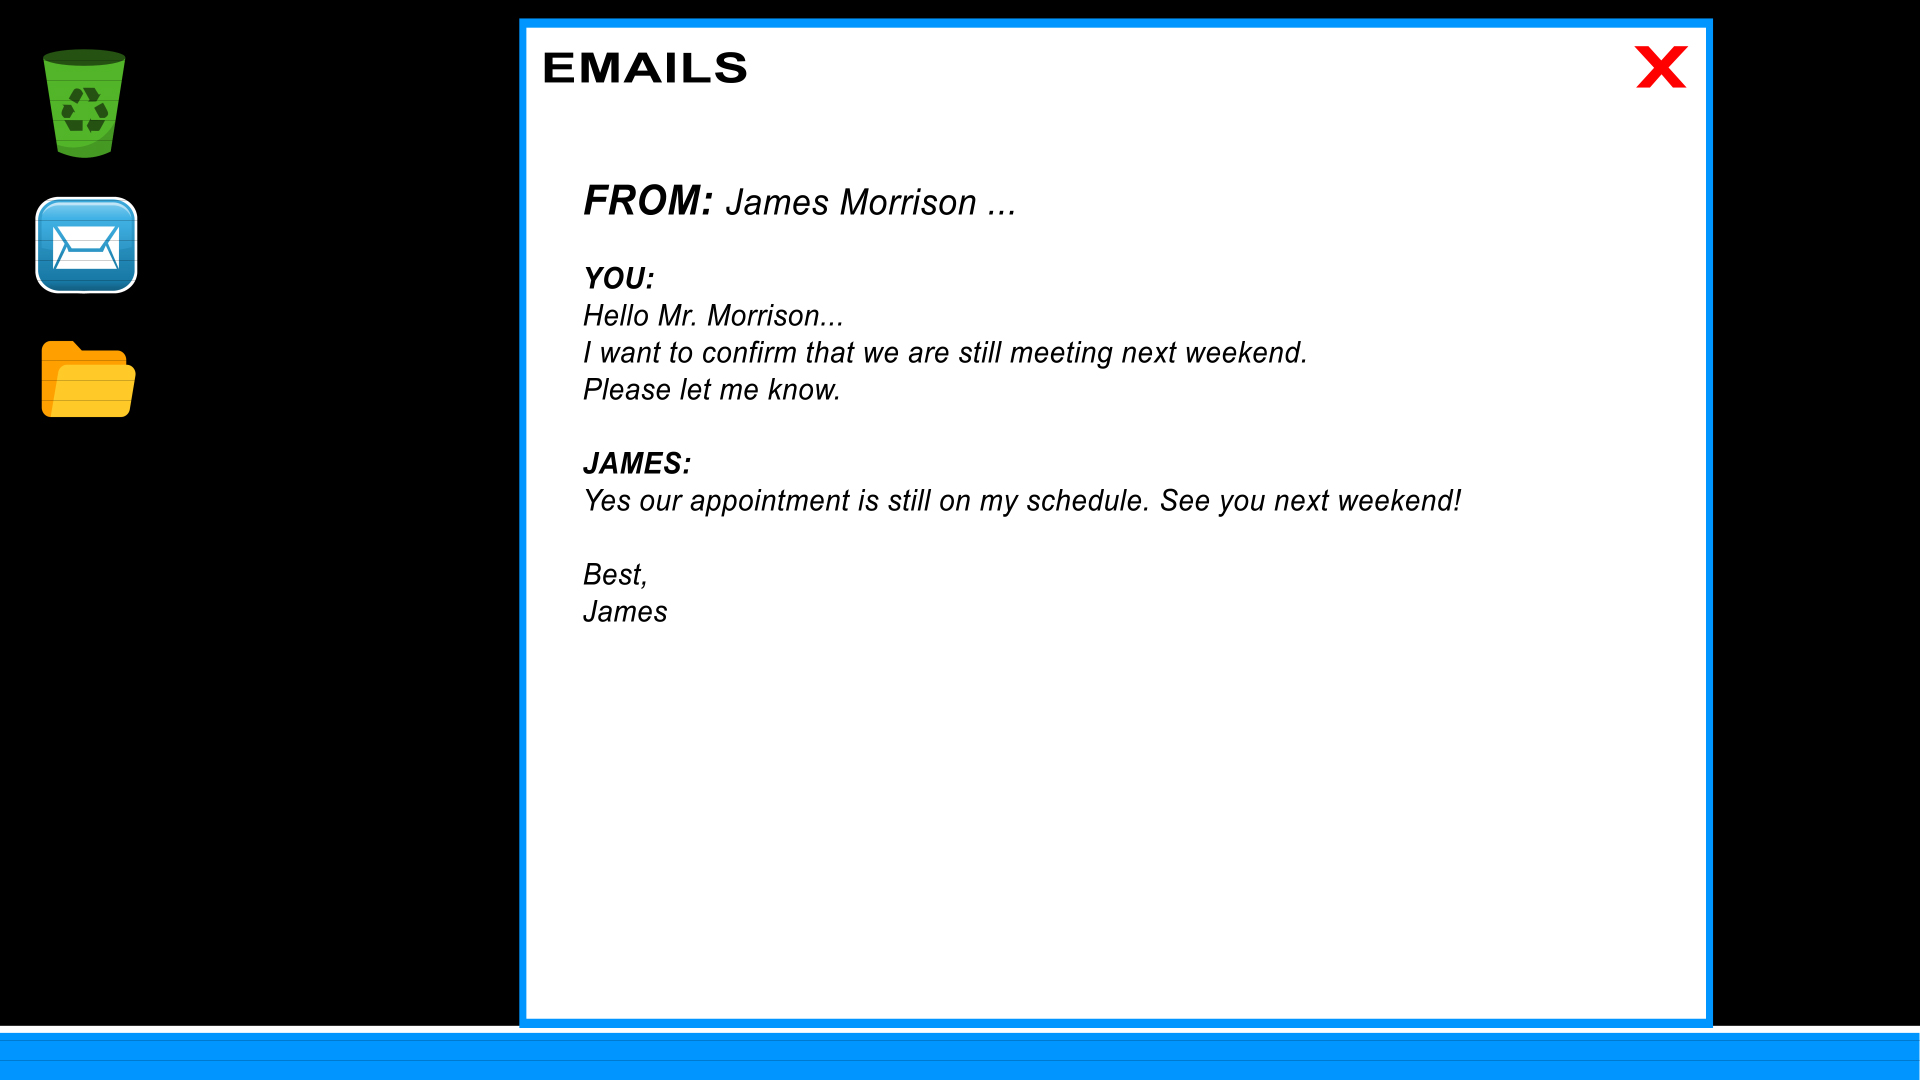 EMAILS
X
FROM: James Morrison ...
YOU:
Hello Mr. Morrison...
I want to confirm that we are still meeting next weekend.
Please let me know.
JAMES:
Yes our appointment is still on my schedule. See you next weekend!
Best,
James